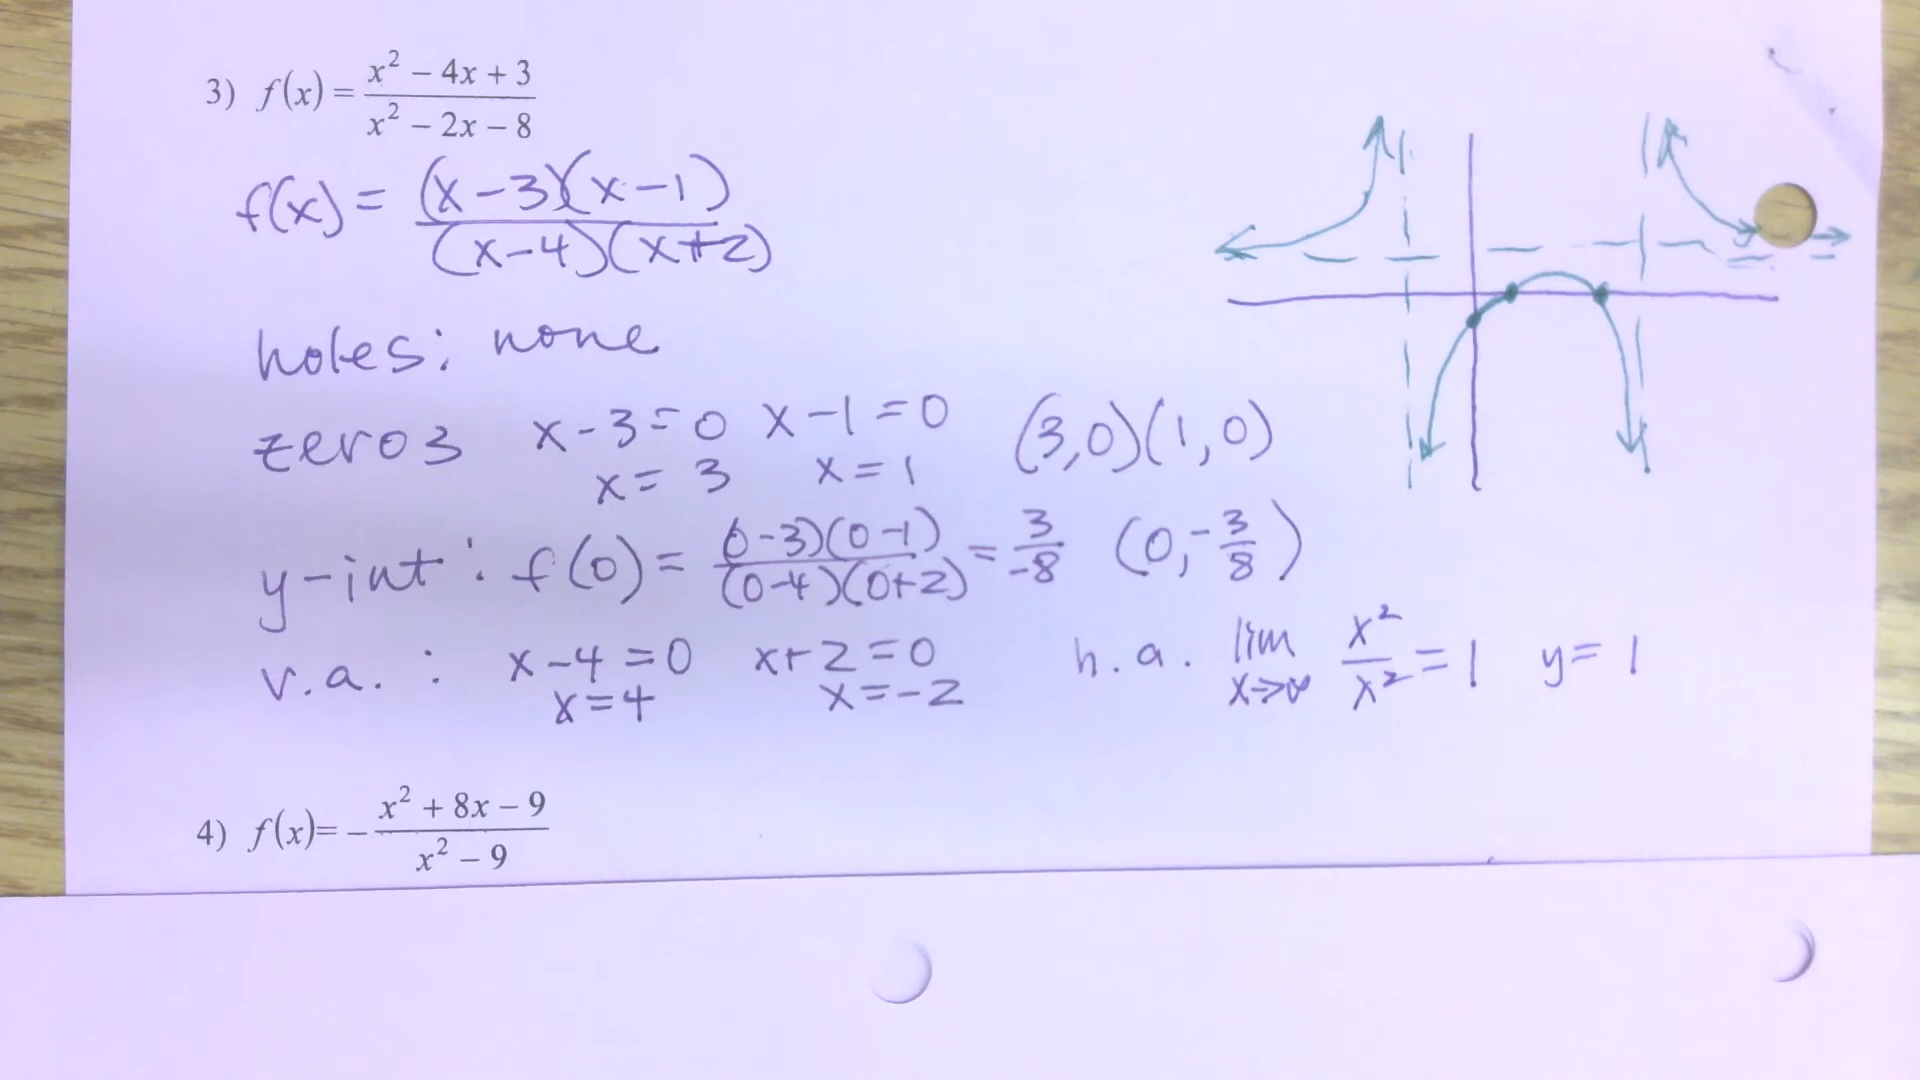 3) f(x) = (x² − 4x + 3)/(x² − 2x − 8)
f(x) = ((x−3)(x−1))/((x−4)(x+2))
holes: none
zeros x−3=0 x−1=0 (3,0)(1,0)
x=3 x=1
y-int: f(0) = ((0−3)(0−1))/((0−4)(0+2)) = 3/-8 (0,-3/8)
v.a.: x−4=0 x+2=0 h.a. lim x→∞ x²/x² = 1 y=1
x=4 x=−2
4) f(x)= −(x² + 8x − 9)/(x² − 9)